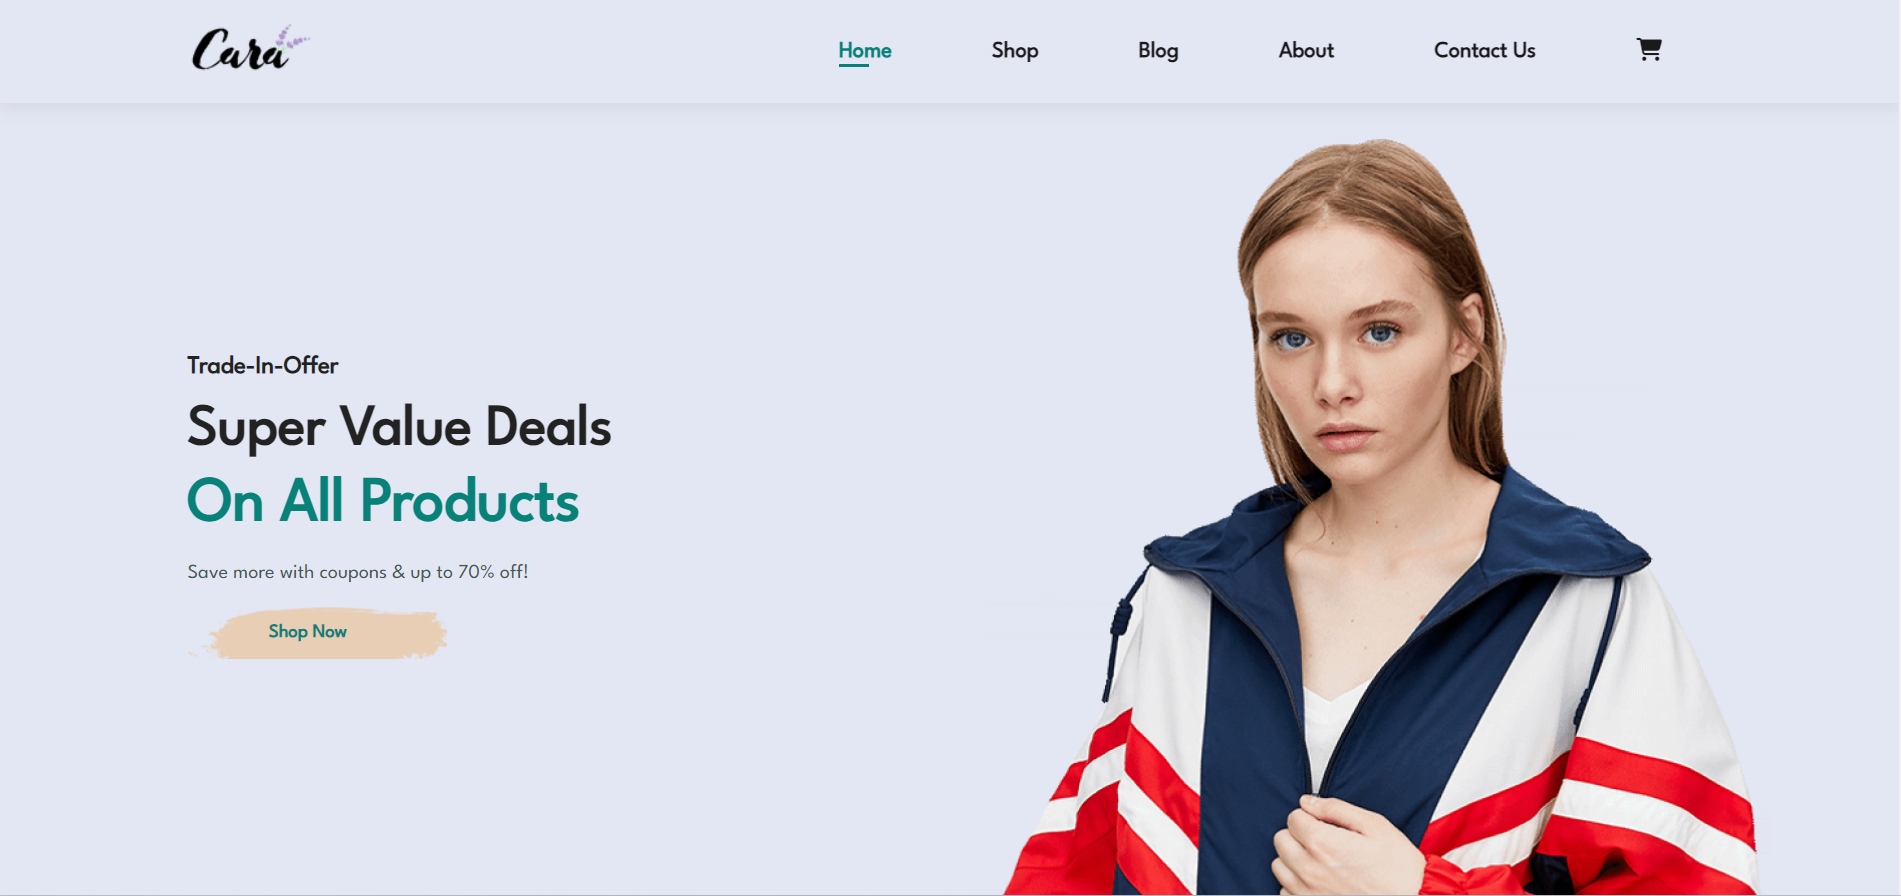 Cara
Home Shop Blog About Contact Us
Trade-In-Offer
Super Value Deals
On All Products
Save more with coupons & up to 70% off!
Shop Now